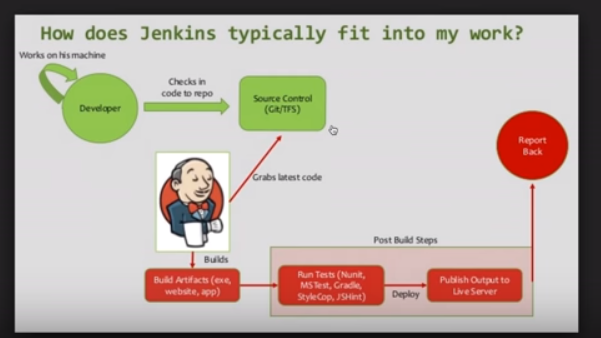 How does Jenkins typically fit into my work?
Works on his machine
Developer
Checks in
code to repo
Source Control
(Git/TFS)
Grabs latest code
Report
Back
Builds
Post Build Steps
Build Artifacts (exe,
website, app)
Run Tests (Nunit,
MSTest, Gradle,
StyleCop, JSHint)
Deploy
Publish Output to
Live Server